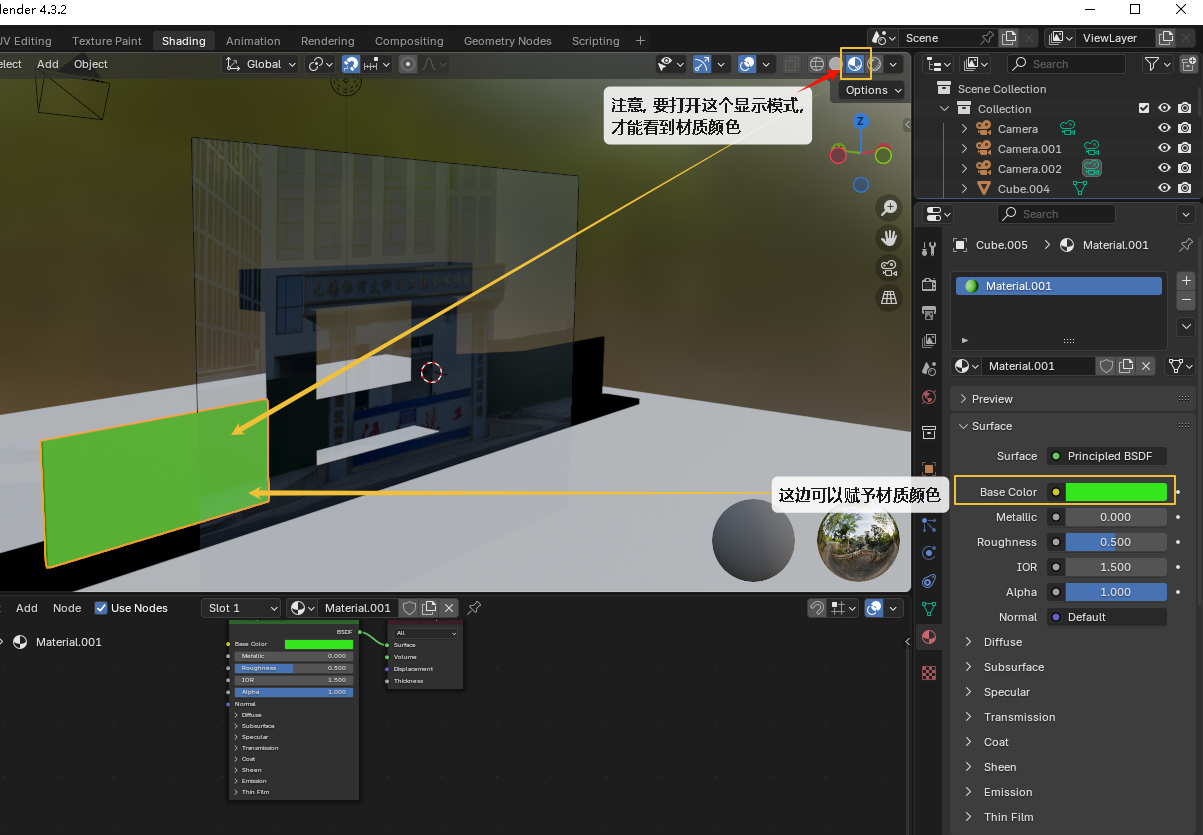 lender 4.3.2
UV Editing Texture Paint Shading Animation Rendering Compositing Geometry Nodes Scripting +
Scene
ViewLayer
elect Add Object
Global
Options
注意, 要打开这个显示模式,
才能看到材质颜色
Z
Search
Scene Collection
Collection
Camera
Camera.001
Camera.002
Cube.004
Search
Cube.005 > Material.001
Material.001
Material.001
Preview
Surface
Surface Principled BSDF
这边可以赋予材质颜色
Base Color
Metallic 0.000
Roughness 0.500
IOR 1.500
Alpha 1.000
Normal Default
Diffuse
Subsurface
Specular
Transmission
Coat
Sheen
Emission
Thin Film
Add Node Use Nodes Slot 1 Material.001
Material.001
BSDF
Base Color
Metallic 0.000
Roughness 0.500
IOR 1.500
Alpha 1.000
Normal
Diffuse
Subsurface
Specular
Transmission
Coat
Sheen
Emission
Thin Film
All
Surface
Volume
Displacement
Thickness